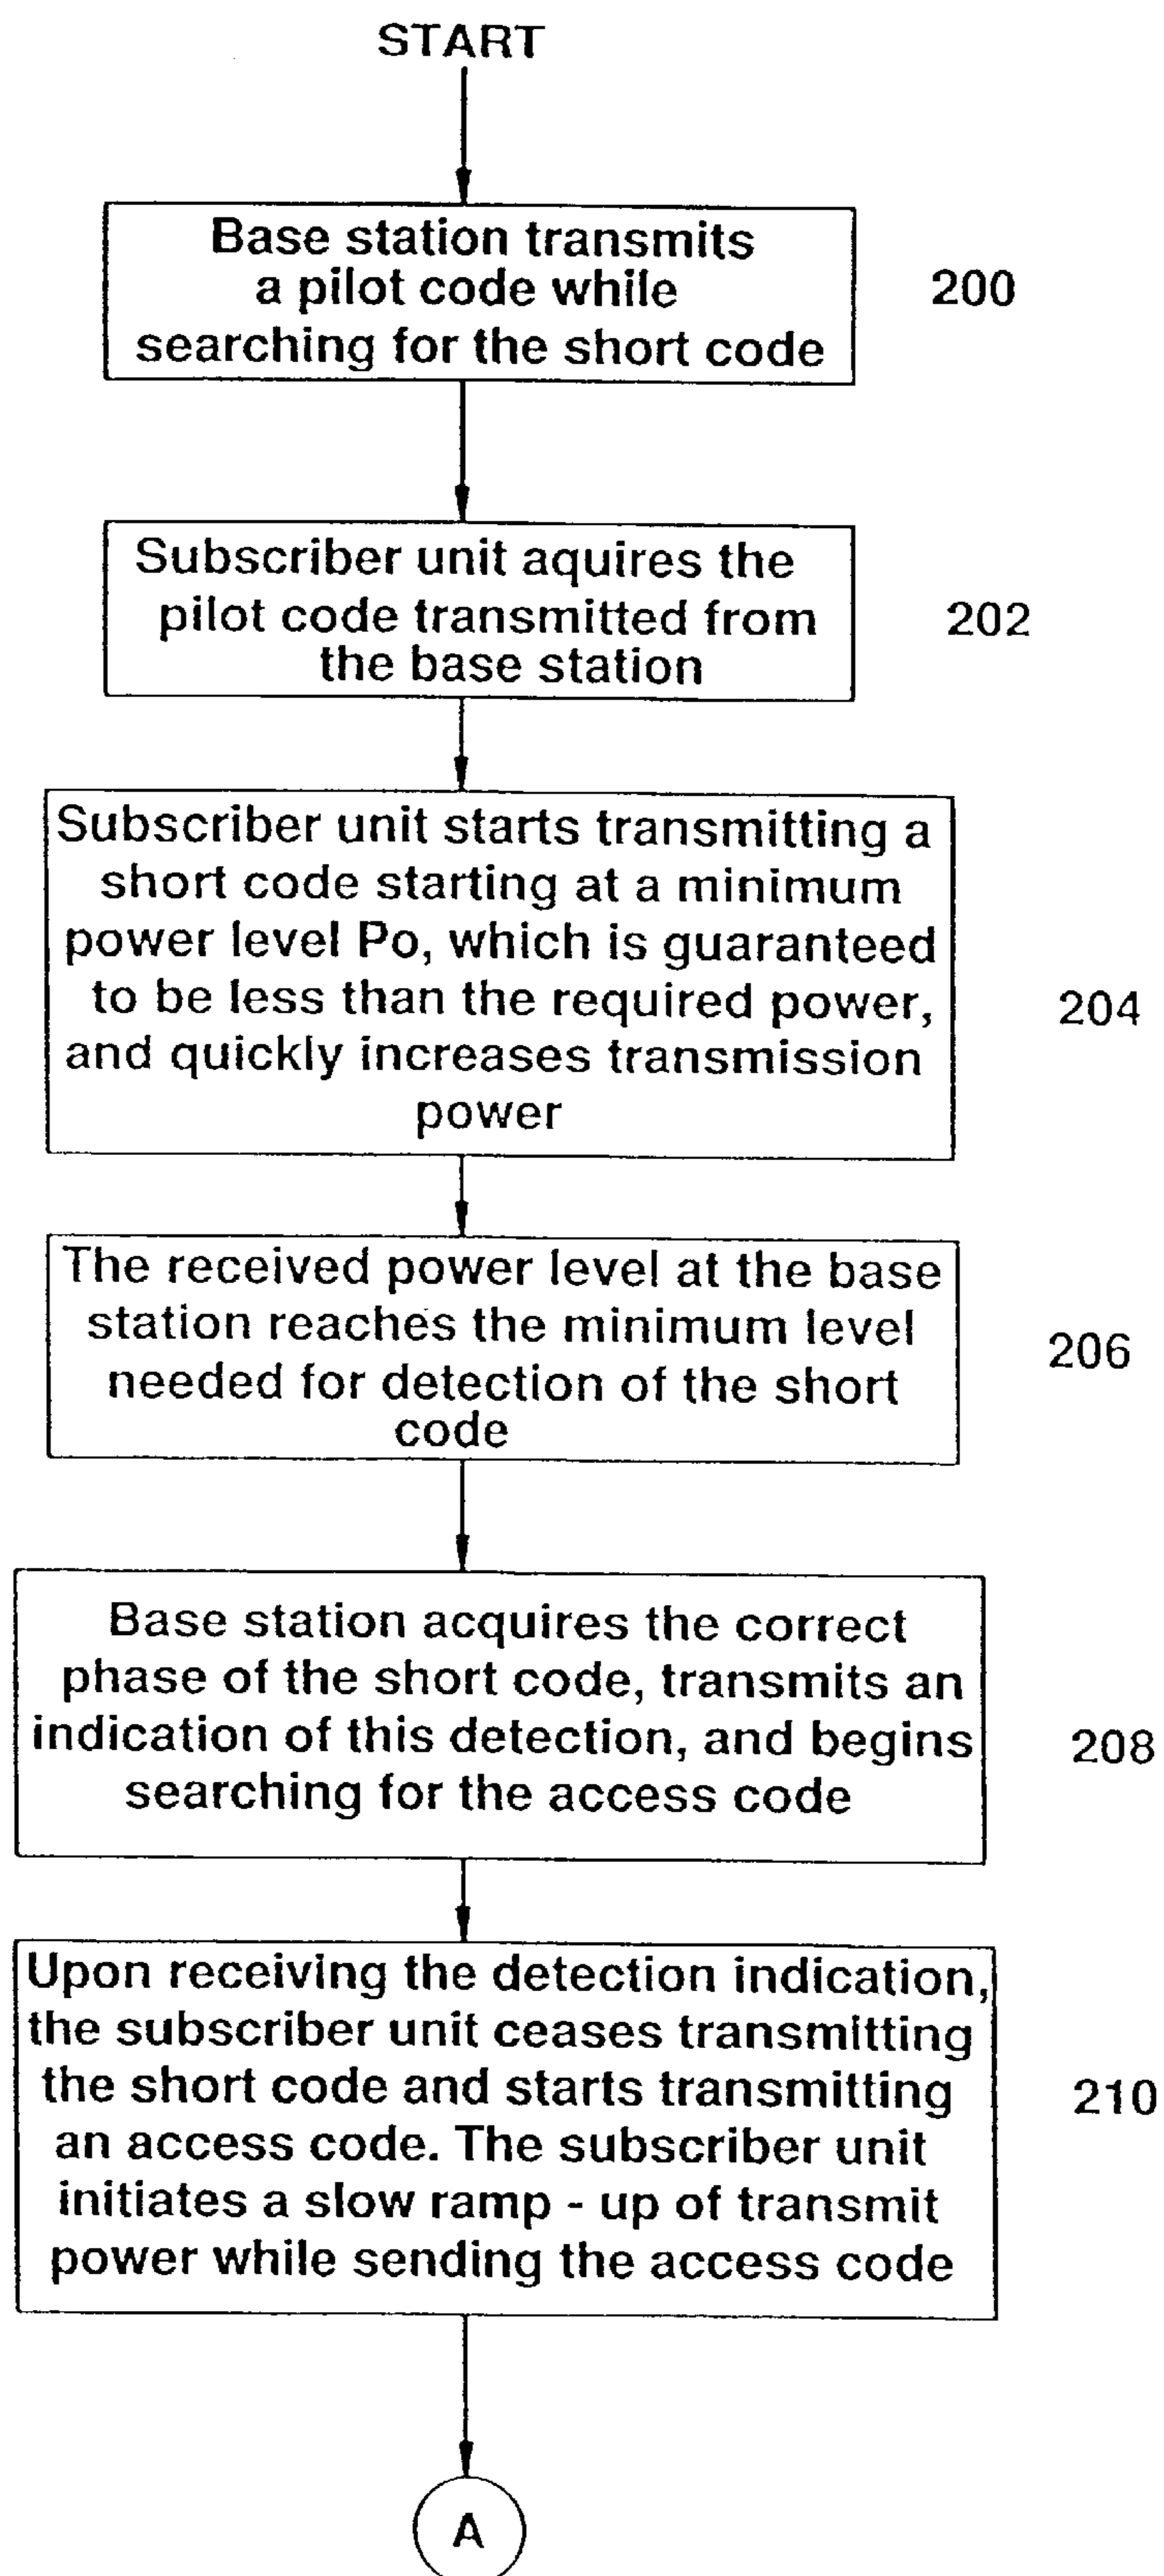 START
Base station transmits
a pilot code while
searching for the short code
200
Subscriber unit aquires the
pilot code transmitted from
the base station
202
Subscriber unit starts transmitting a
short code starting at a minimum
power level Po, which is guaranteed
to be less than the required power,
and quickly increases transmission
power
204
The received power level at the base
station reaches the minimum level
needed for detection of the short
code
206
Base station acquires the correct
phase of the short code, transmits an
indication of this detection, and begins
searching for the access code
208
Upon receiving the detection indication,
the subscriber unit ceases transmitting
the short code and starts transmitting
an access code. The subscriber unit
initiates a slow ramp - up of transmit
power while sending the access code
210
A